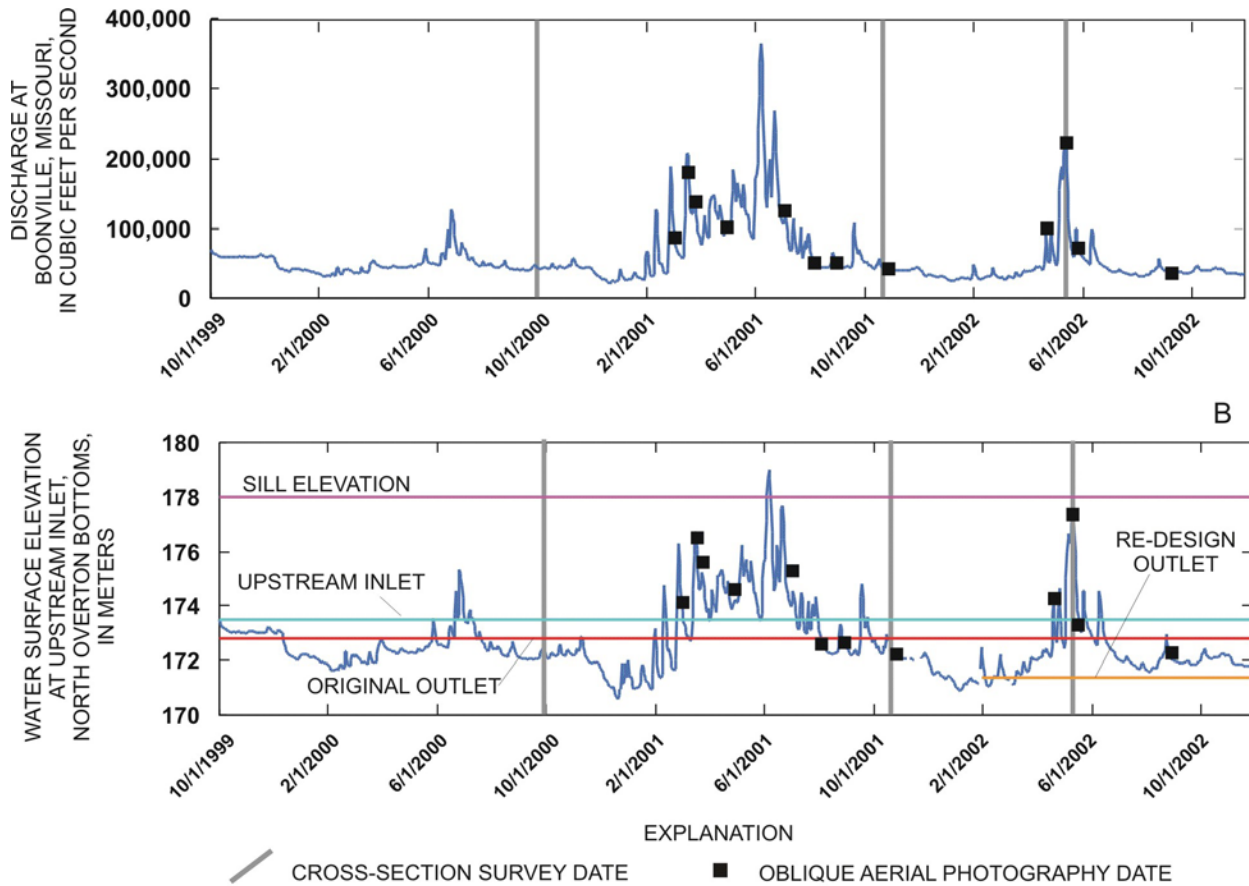 DISCHARGE AT
BOONVILLE, MISSOURI,
IN CUBIC FEET PER SECOND
400,000
300,000
200,000
100,000
0
10/1/1999
2/1/2000
6/1/2000
10/1/2000
2/1/2001
6/1/2001
10/1/2001
2/1/2002
6/1/2002
10/1/2002
B
WATER SURFACE ELEVATION
AT UPSTREAM INLET,
NORTH OVERTON BOTTOMS,
IN METERS
180
178
176
174
172
170
SILL ELEVATION
UPSTREAM INLET
ORIGINAL OUTLET
RE-DESIGN
OUTLET
10/1/1999
2/1/2000
6/1/2000
10/1/2000
2/1/2001
6/1/2001
10/1/2001
2/1/2002
6/1/2002
10/1/2002
EXPLANATION
CROSS-SECTION SURVEY DATE
OBLIQUE AERIAL PHOTOGRAPHY DATE